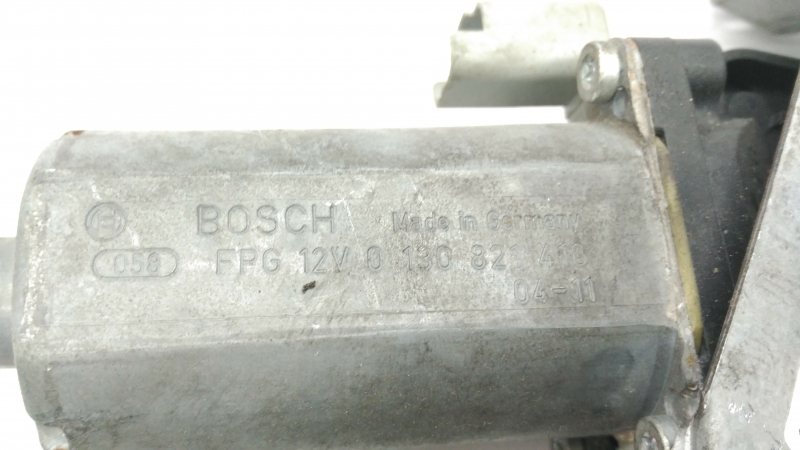 BOSCH Made in Germany
058 FPG 12V 0 130 821
04-11